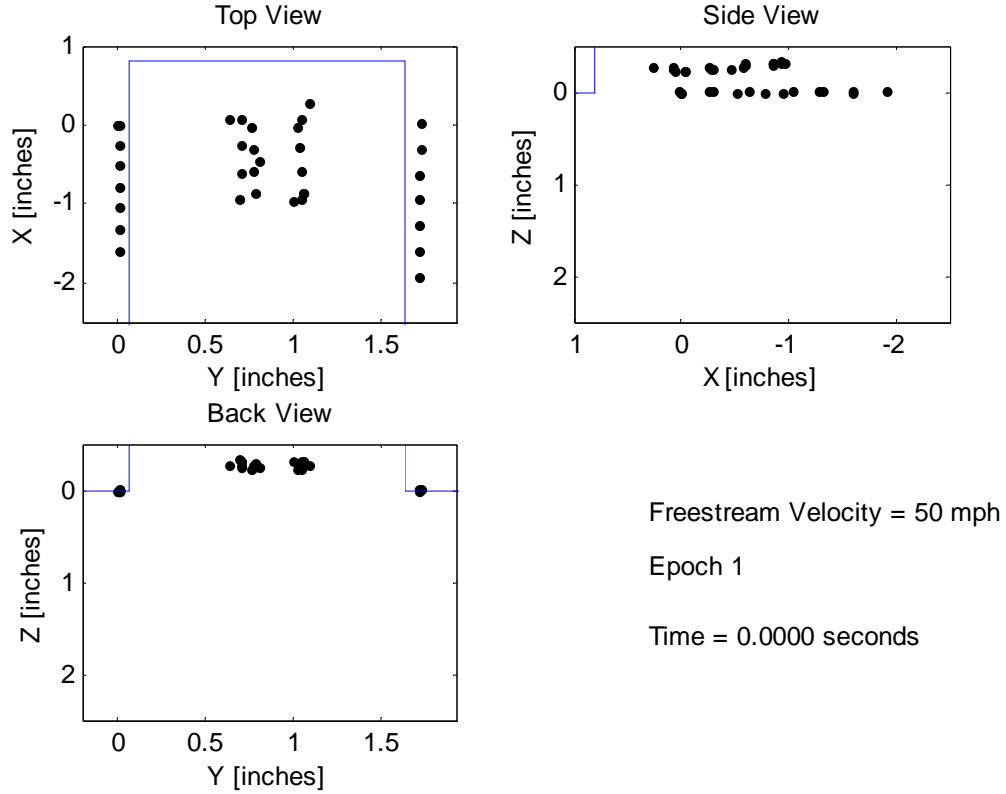 Top View
1
0
-1
-2
X [inches]
0 0.5 1 1.5
Y [inches]
Side View
0
1
2
Z [inches]
1 0 -1 -2
X [inches]
Back View
0
1
2
Z [inches]
0 0.5 1 1.5
Y [inches]
Freestream Velocity = 50 mph
Epoch 1
Time = 0.0000 seconds